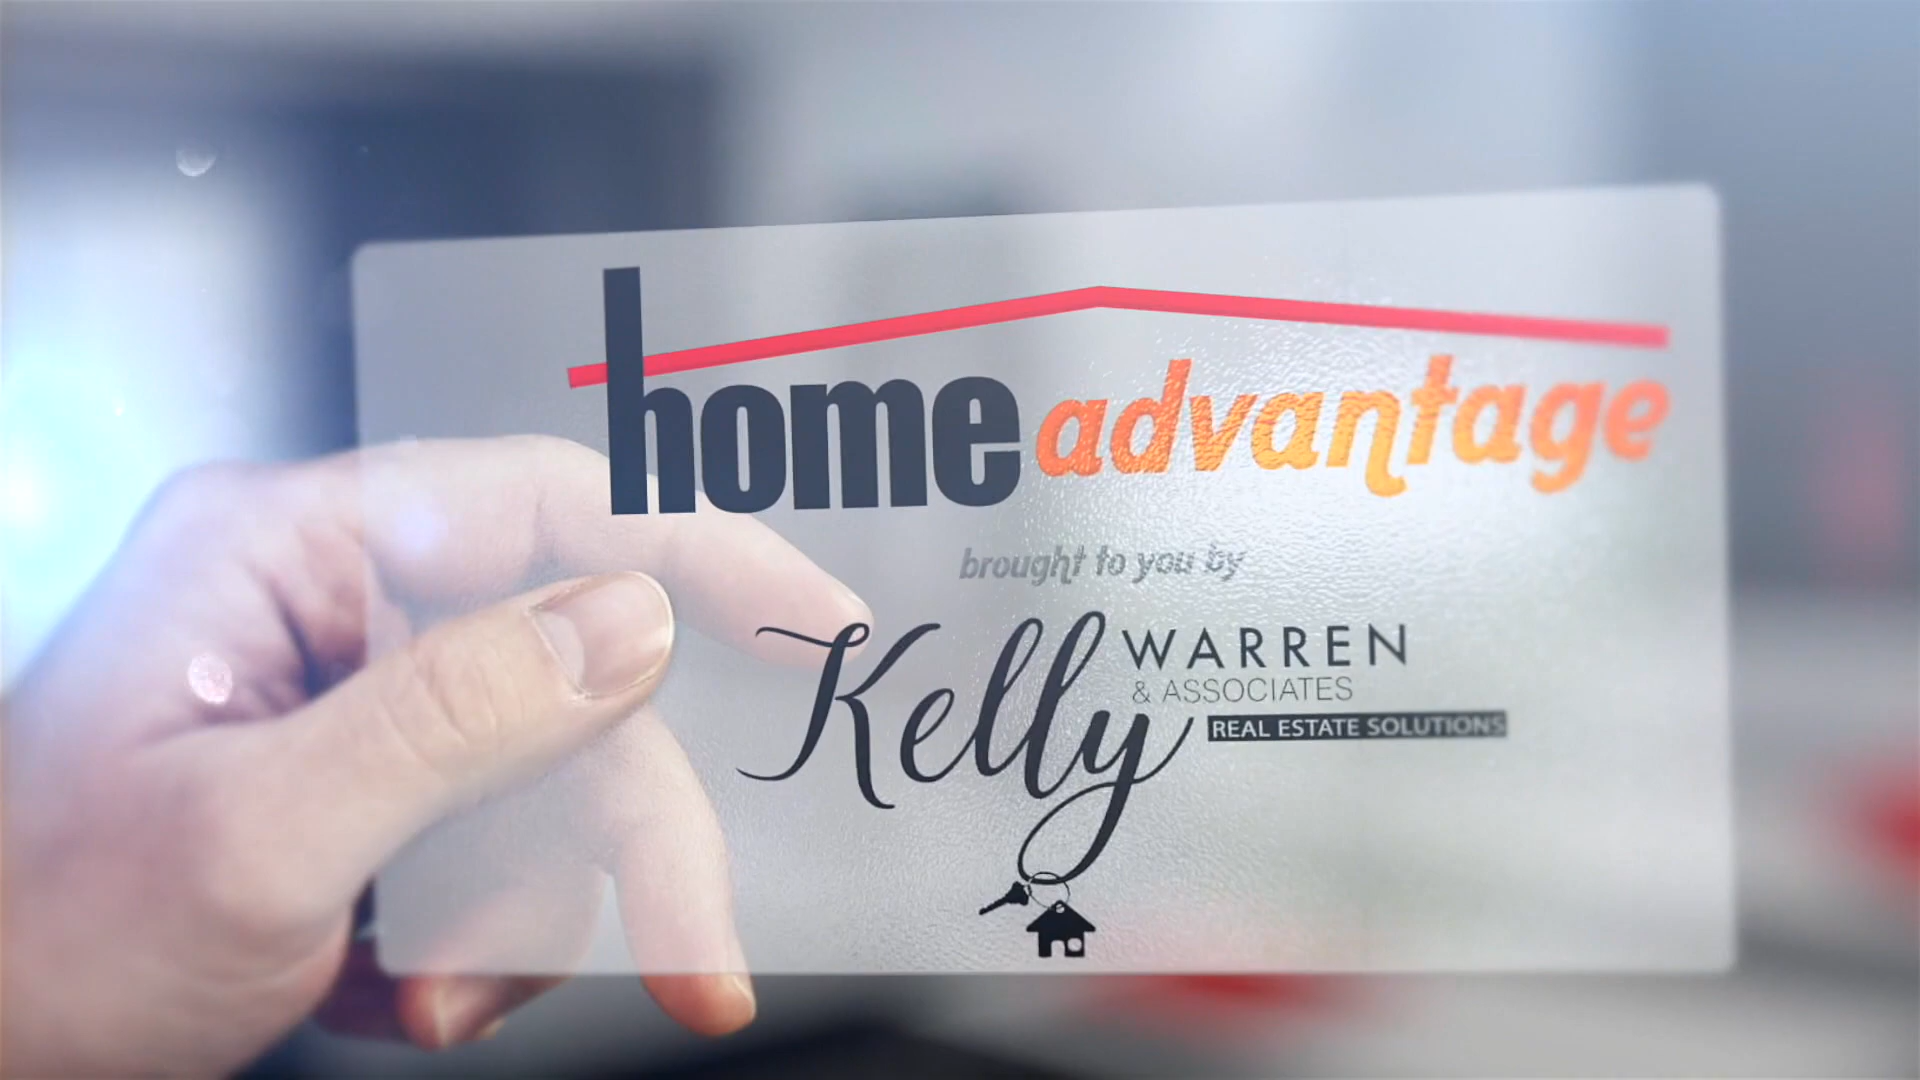 home advantage
brought to you by
Kelly WARREN
& ASSOCIATES
REAL ESTATE SOLUTIONS